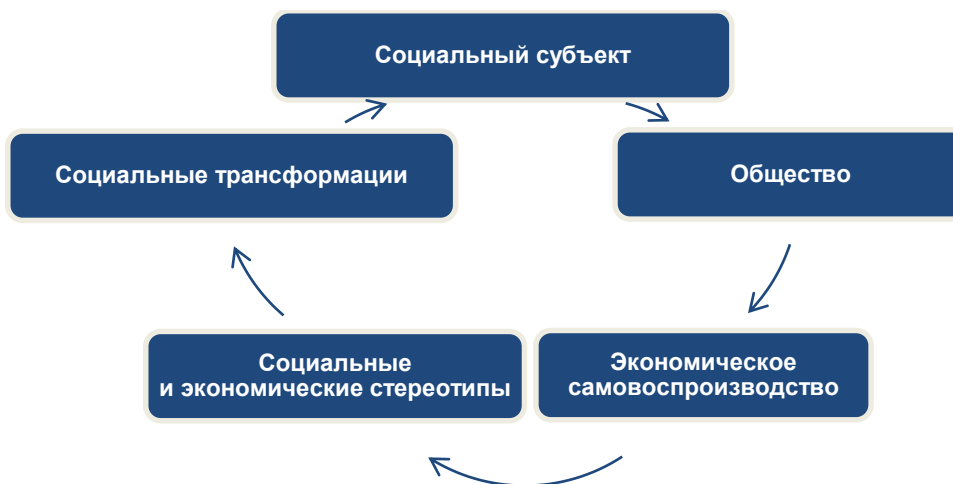 Социальный субъект
Социальные трансформации
Общество
Социальные
и экономические стереотипы
Экономическое
самовоспроизводство